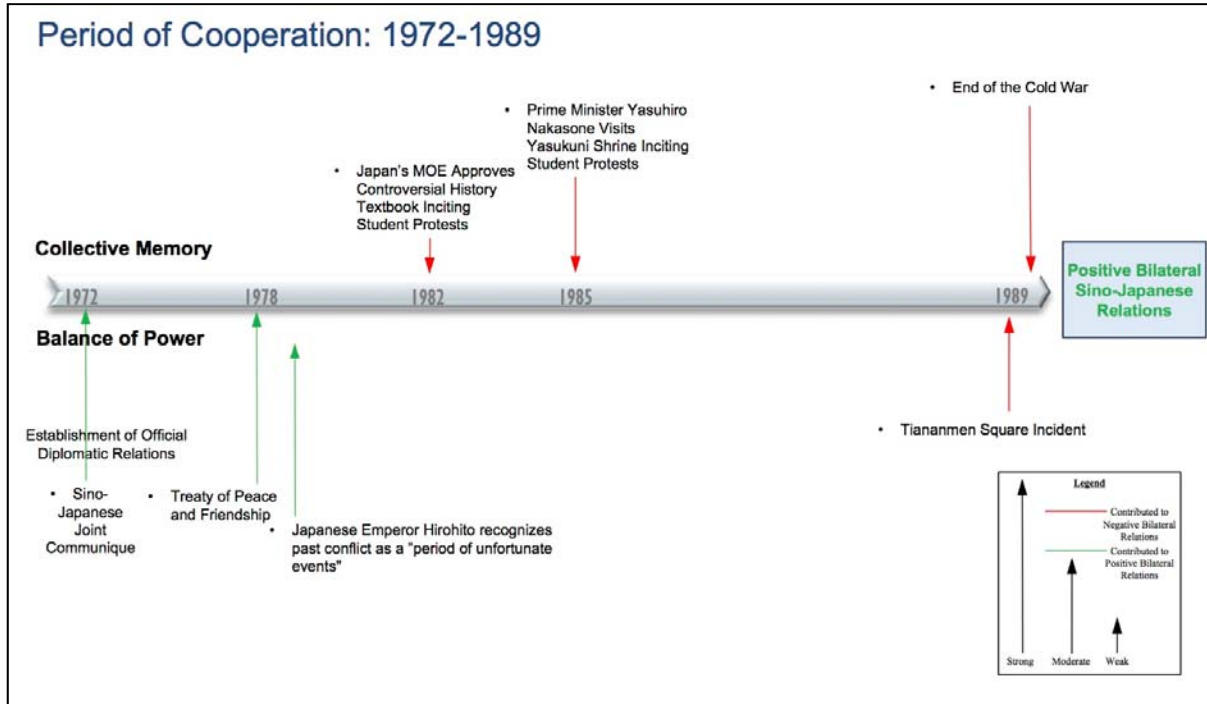 Period of Cooperation: 1972-1989
• End of the Cold War
• Prime Minister Yasuhiro
Nakasone Visits
Yasukuni Shrine Inciting
Student Protests
• Japan's MOE Approves
Controversial History
Textbook Inciting
Student Protests
Collective Memory
1972
1978
1982
1985
1989
Positive Bilateral
Sino-Japanese
Relations
Balance of Power
Establishment of Official
Diplomatic Relations
• Sino-
Japanese
Joint
Communique
• Treaty of Peace
and Friendship
• Japanese Emperor Hirohito recognizes
past conflict as a "period of unfortunate
events"
• Tiananmen Square Incident
Legend
Contributed to
Negative Bilateral
Relations
Contributed to
Positive Bilateral
Relations
Strong
Moderate
Weak